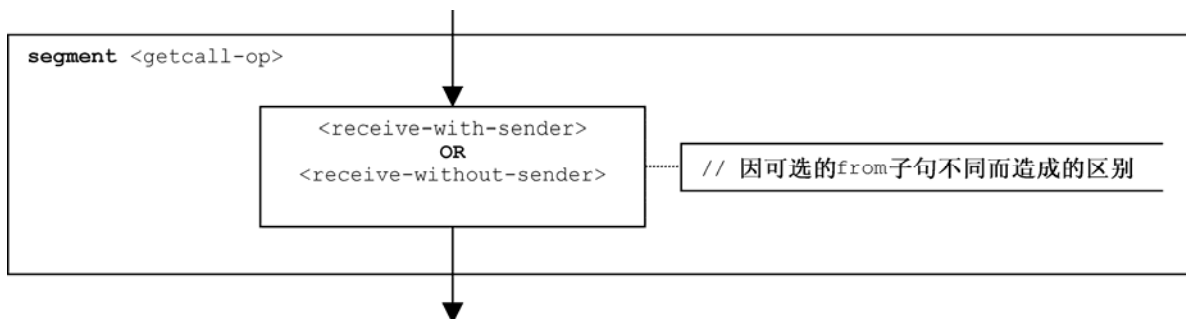 segment <getcall-op>
<receive-with-sender>
OR
<receive-without-sender>
// 因可选的from子句不同而造成的区别